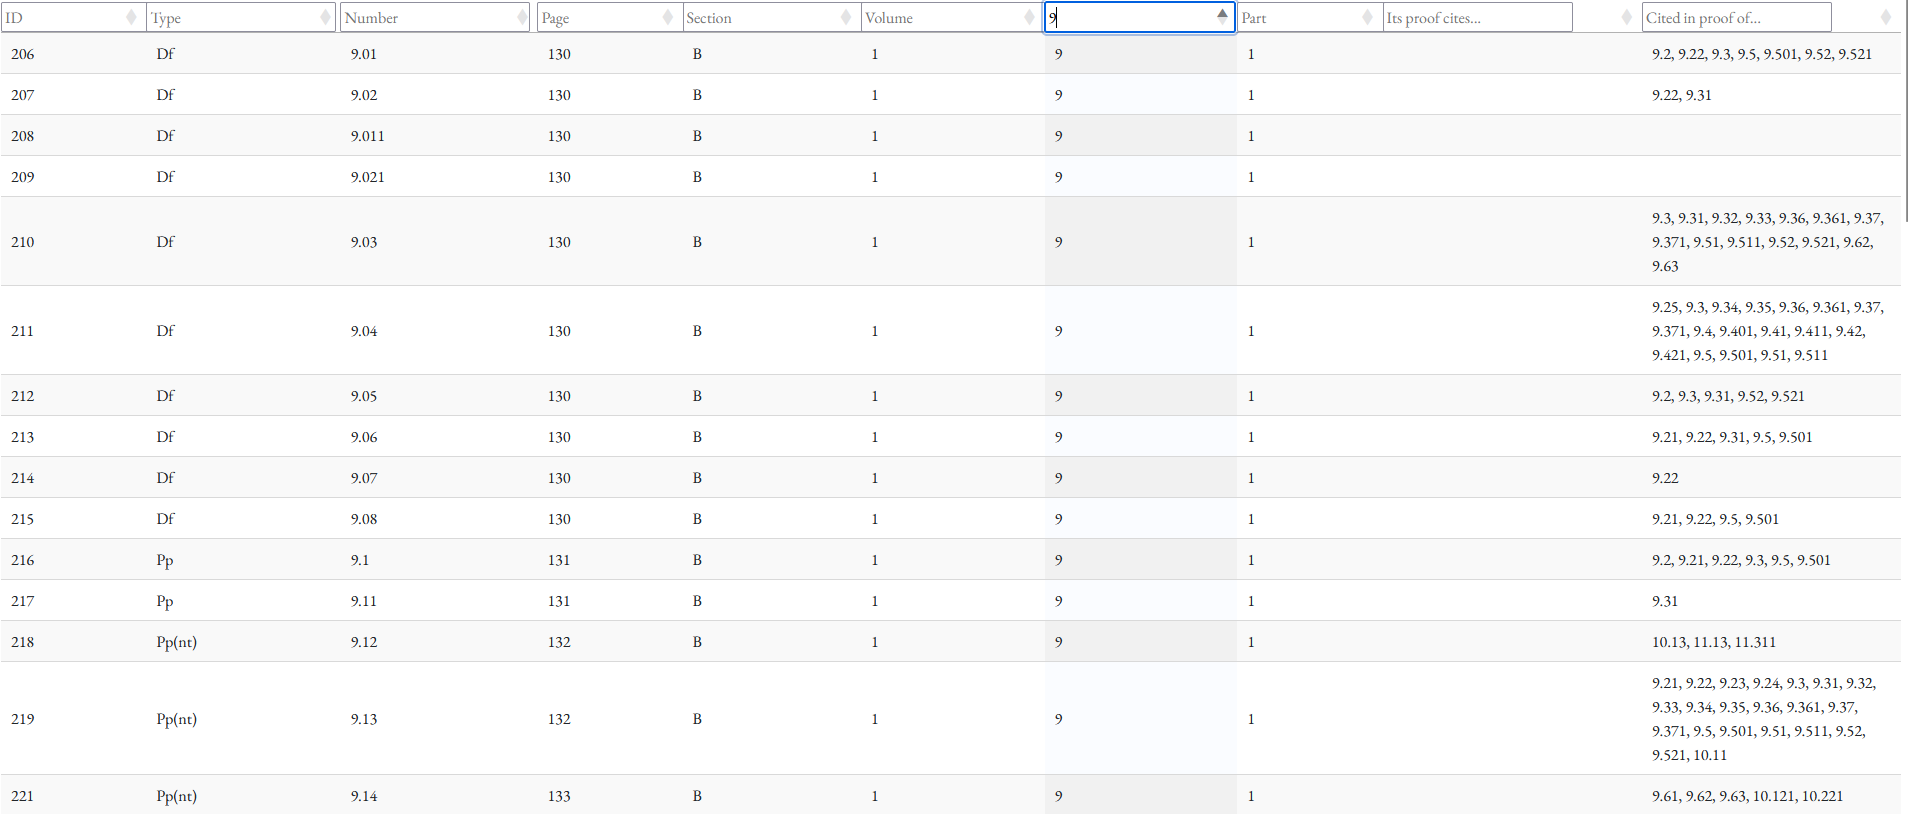 ID Type Number Page Section Volume 9 Part Its proof cites... Cited in proof of...
206 Df 9.01 130 B 1 9 1 9.2, 9.22, 9.3, 9.5, 9.501, 9.52, 9.521
207 Df 9.02 130 B 1 9 1 9.22, 9.31
208 Df 9.011 130 B 1 9 1
209 Df 9.021 130 B 1 9 1
210 Df 9.03 130 B 1 9 1 9.3, 9.31, 9.32, 9.33, 9.36, 9.361, 9.37,
9.371, 9.51, 9.511, 9.52, 9.521, 9.62,
9.63
211 Df 9.04 130 B 1 9 1 9.25, 9.3, 9.34, 9.35, 9.36, 9.361, 9.37,
9.371, 9.4, 9.401, 9.41, 9.411, 9.42,
9.421, 9.5, 9.501, 9.51, 9.511
212 Df 9.05 130 B 1 9 1 9.2, 9.3, 9.31, 9.52, 9.521
213 Df 9.06 130 B 1 9 1 9.21, 9.22, 9.31, 9.5, 9.501
214 Df 9.07 130 B 1 9 1 9.22
215 Df 9.08 130 B 1 9 1 9.21, 9.22, 9.5, 9.501
216 Pp 9.1 131 B 1 9 1 9.2, 9.21, 9.22, 9.3, 9.5, 9.501
217 Pp 9.11 131 B 1 9 1 9.31
218 Pp(nt) 9.12 132 B 1 9 1 10.13, 11.13, 11.311
219 Pp(nt) 9.13 132 B 1 9 1 9.21, 9.22, 9.23, 9.24, 9.3, 9.31, 9.32,
9.33, 9.34, 9.35, 9.36, 9.361, 9.37,
9.371, 9.5, 9.501, 9.51, 9.511, 9.52,
9.521, 10.11
221 Pp(nt) 9.14 133 B 1 9 1 9.61, 9.62, 9.63, 10.121, 10.221